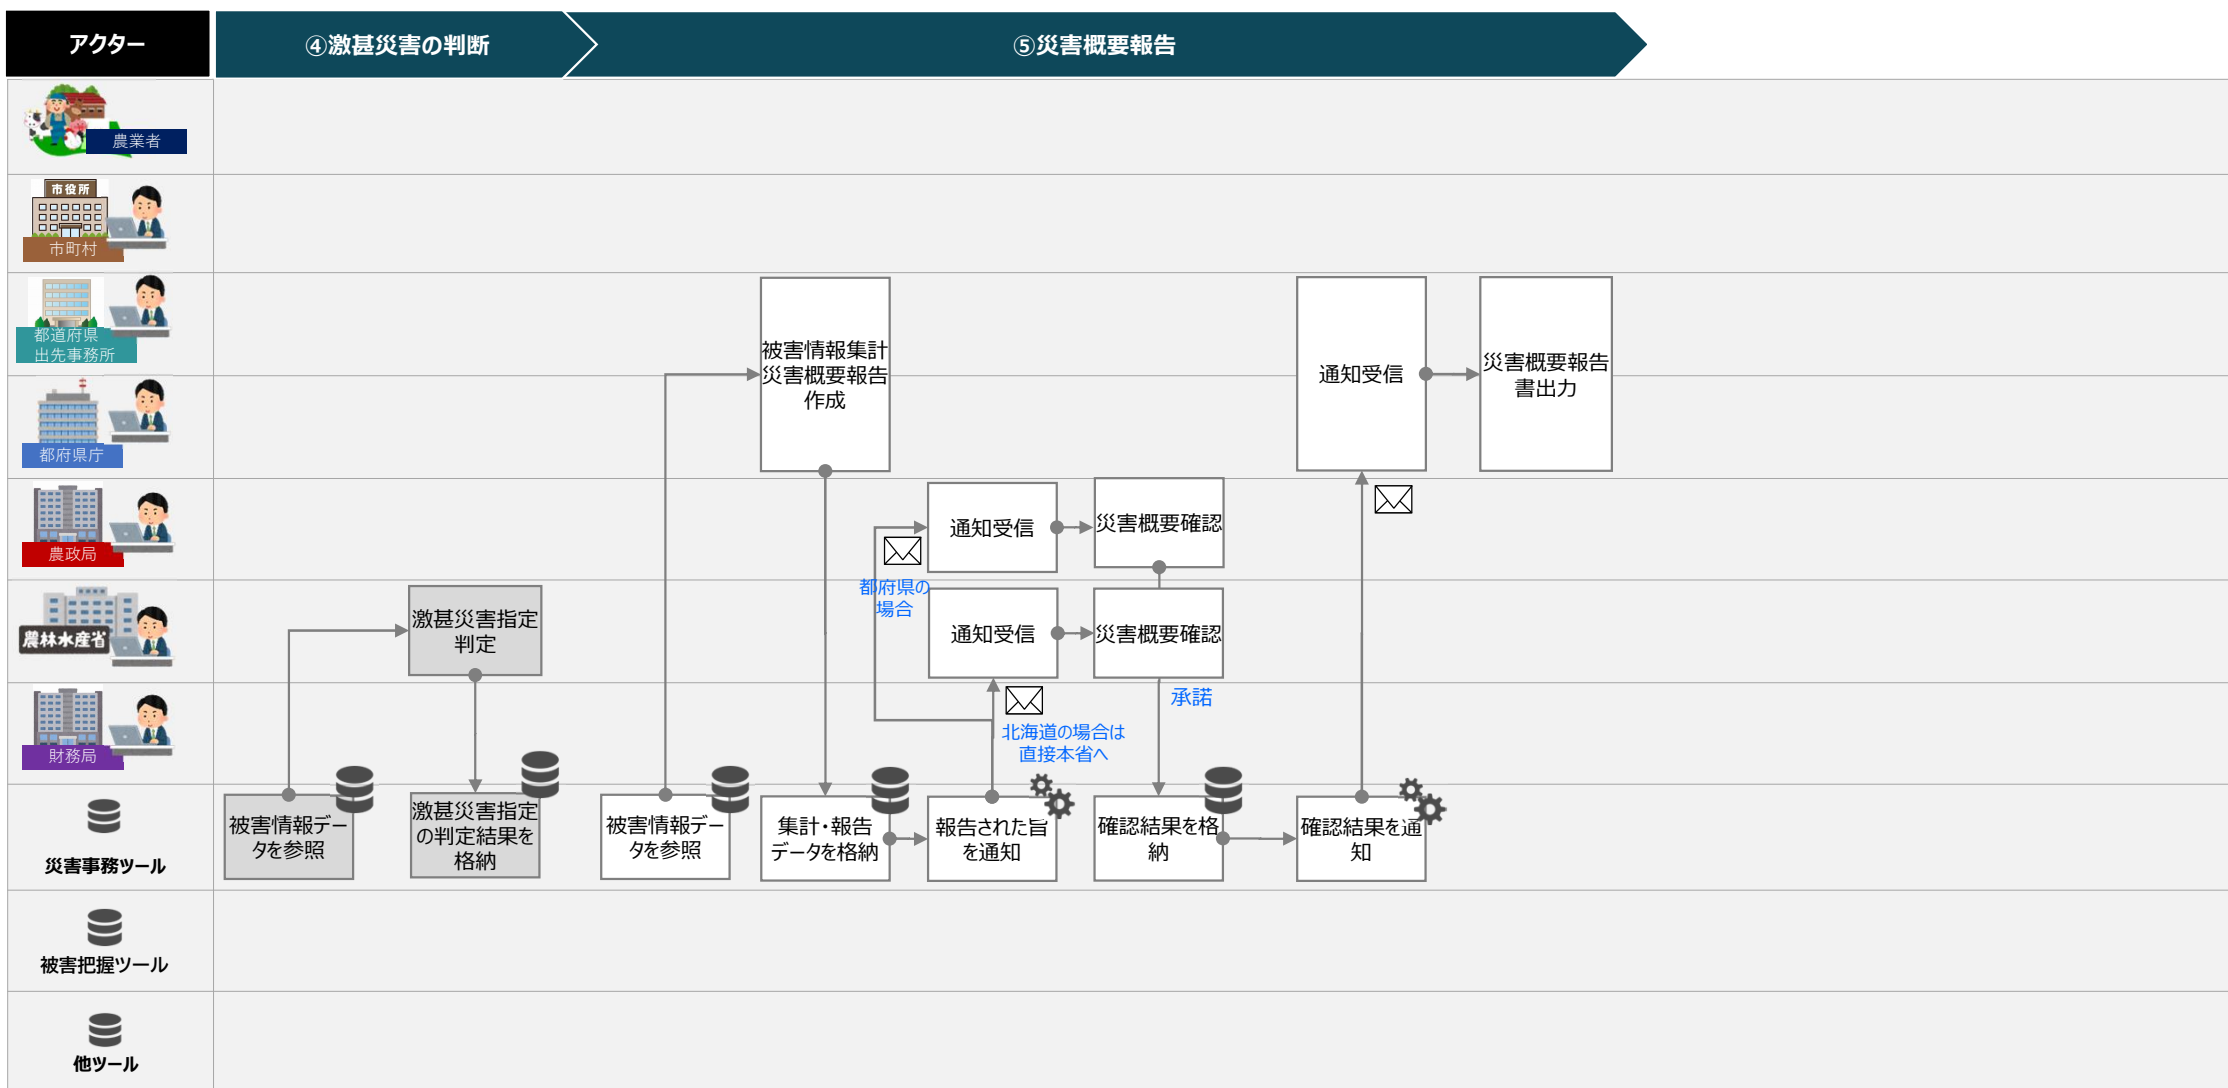 アクター
④激甚災害の判断
⑤災害概要報告
農業者
市役所
市町村
都道府県
出先事務所
都府県庁
農政局
農林水産省
財務局
災害事務ツール
被害把握ツール
他ツール
被害情報デー
タを参照
激甚災害指定
判定
激甚災害指定
の判定結果を
格納
被害情報デー
タを参照
被害情報集計
災害概要報告
作成
集計・報告
データを格納
報告された旨
を通知
都府県の
場合
北海道の場合は
直接本省へ
通知受信
災害概要確認
通知受信
災害概要確認
承諾
確認結果を格
納
確認結果を通
知
通知受信
災害概要報告
書出力